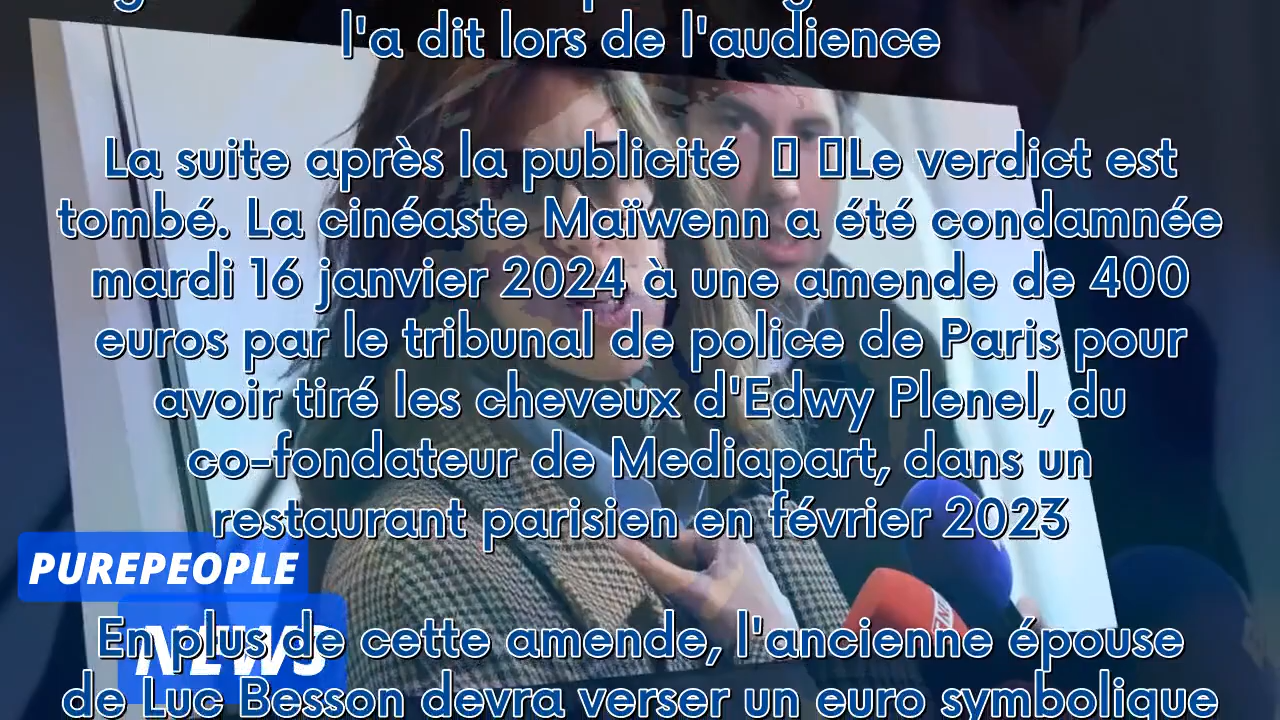 l'a dit lors de l'audience
La suite après la publicité Le verdict est
tombé. La cinéaste Maïwenn a été condamnée
mardi 16 janvier 2024 à une amende de 400
euros par le tribunal de police de Paris pour
avoir tiré les cheveux d'Edwy Plenel, du
co-fondateur de Mediapart, dans un
restaurant parisien en février 2023
PUREPEOPLE
NEWS
En plus de cette amende, l'ancienne épouse
de Luc Besson devra verser un euro symbolique